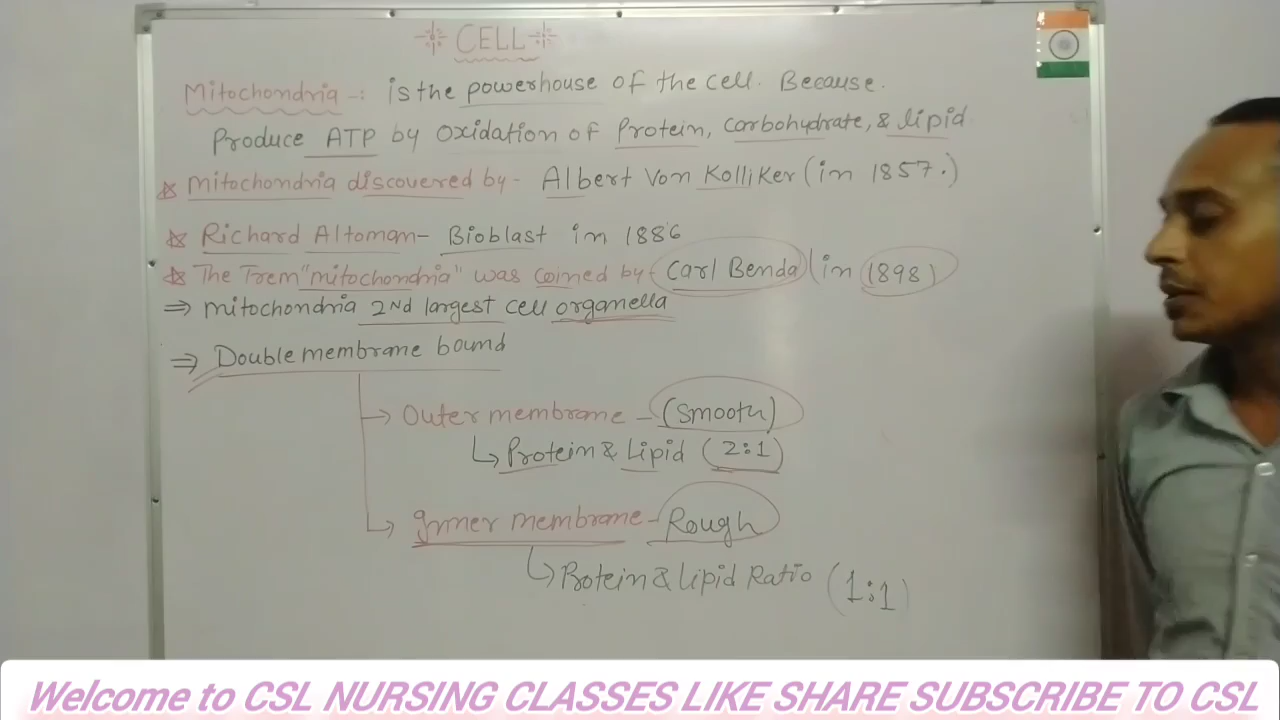 CELL
Mitochondria -: is the powerhouse of the cell. Because.
Produce ATP by Oxidation of Protein, Carbohydrate, & lipid
Mitochondria discovered by - Albert Von Kolliker (in 1857.)
Richard Altoman - Bioblast in 1886
The Trem "mitochondria" was coined by - Carl Benda (in 1898)
⇒ mitochondria 2nd largest cell organella
⇒ Double membrane bound
→ Outer membrane - (Smooth)
↳ Protein & Lipid (2:1)
→ Inner membrane - Rough
↳ Protein & Lipid Ratio (1:1)
Welcome to CSL NURSING CLASSES LIKE SHARE SUBSCRIBE TO CSL